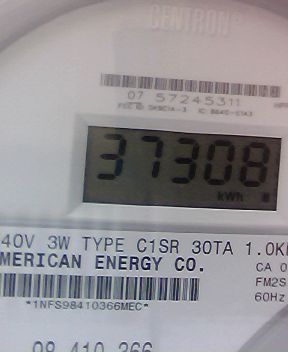 CENTRON®
07 57245311
37308
kWh
40V 3W TYPE C1SR 30TA 1.0K
MERICAN ENERGY CO.
CA 0
FM2S
60Hz
*1NFS98410366MEC*
98 410 366